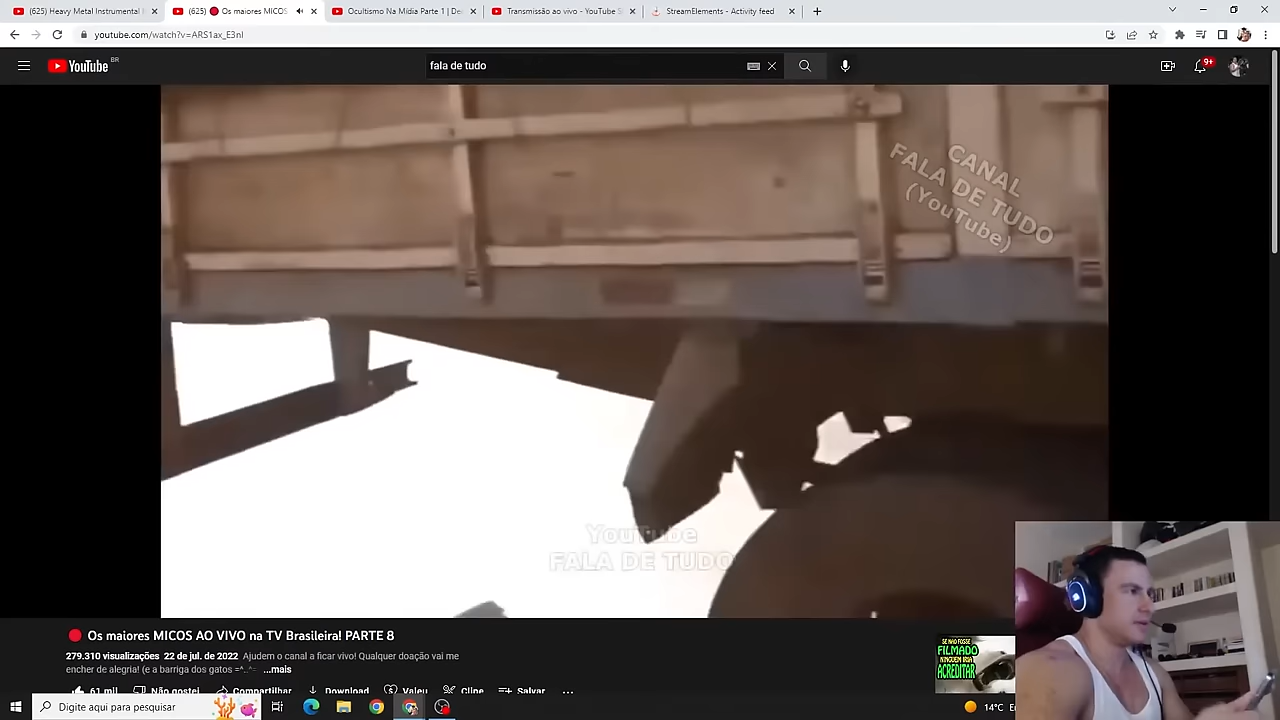 (625) Heavy Metal Instrumental
(625) 🔴 Os maiores MICOS
Ocultismo Na Mídia Parte 1 | De
Transmissão ao vivo - YouTube S
StreamElements - Activity feed
youtube.com/watch?v=ARS1ax_E3nI
YouTube BR
fala de tudo
9+
CANAL
FALA DE TUDO
(YouTube)
YouTube
FALA DE TUDO
🔴 Os maiores MICOS AO VIVO na TV Brasileira! PARTE 8
279.310 visualizações 22 de jul. de 2022 Ajudem o canal a ficar vivo! Qualquer doação vai me
encher de alegria! (e a barriga dos gatos =^.^= ...mais
SE NÃO FOSSE
FILMADO
NINGUÉM IRIA
ACREDITAR
61 mil Não gostei Compartilhar Download Valeu Clipe Salvar ...
Digite aqui para pesquisar
14°C